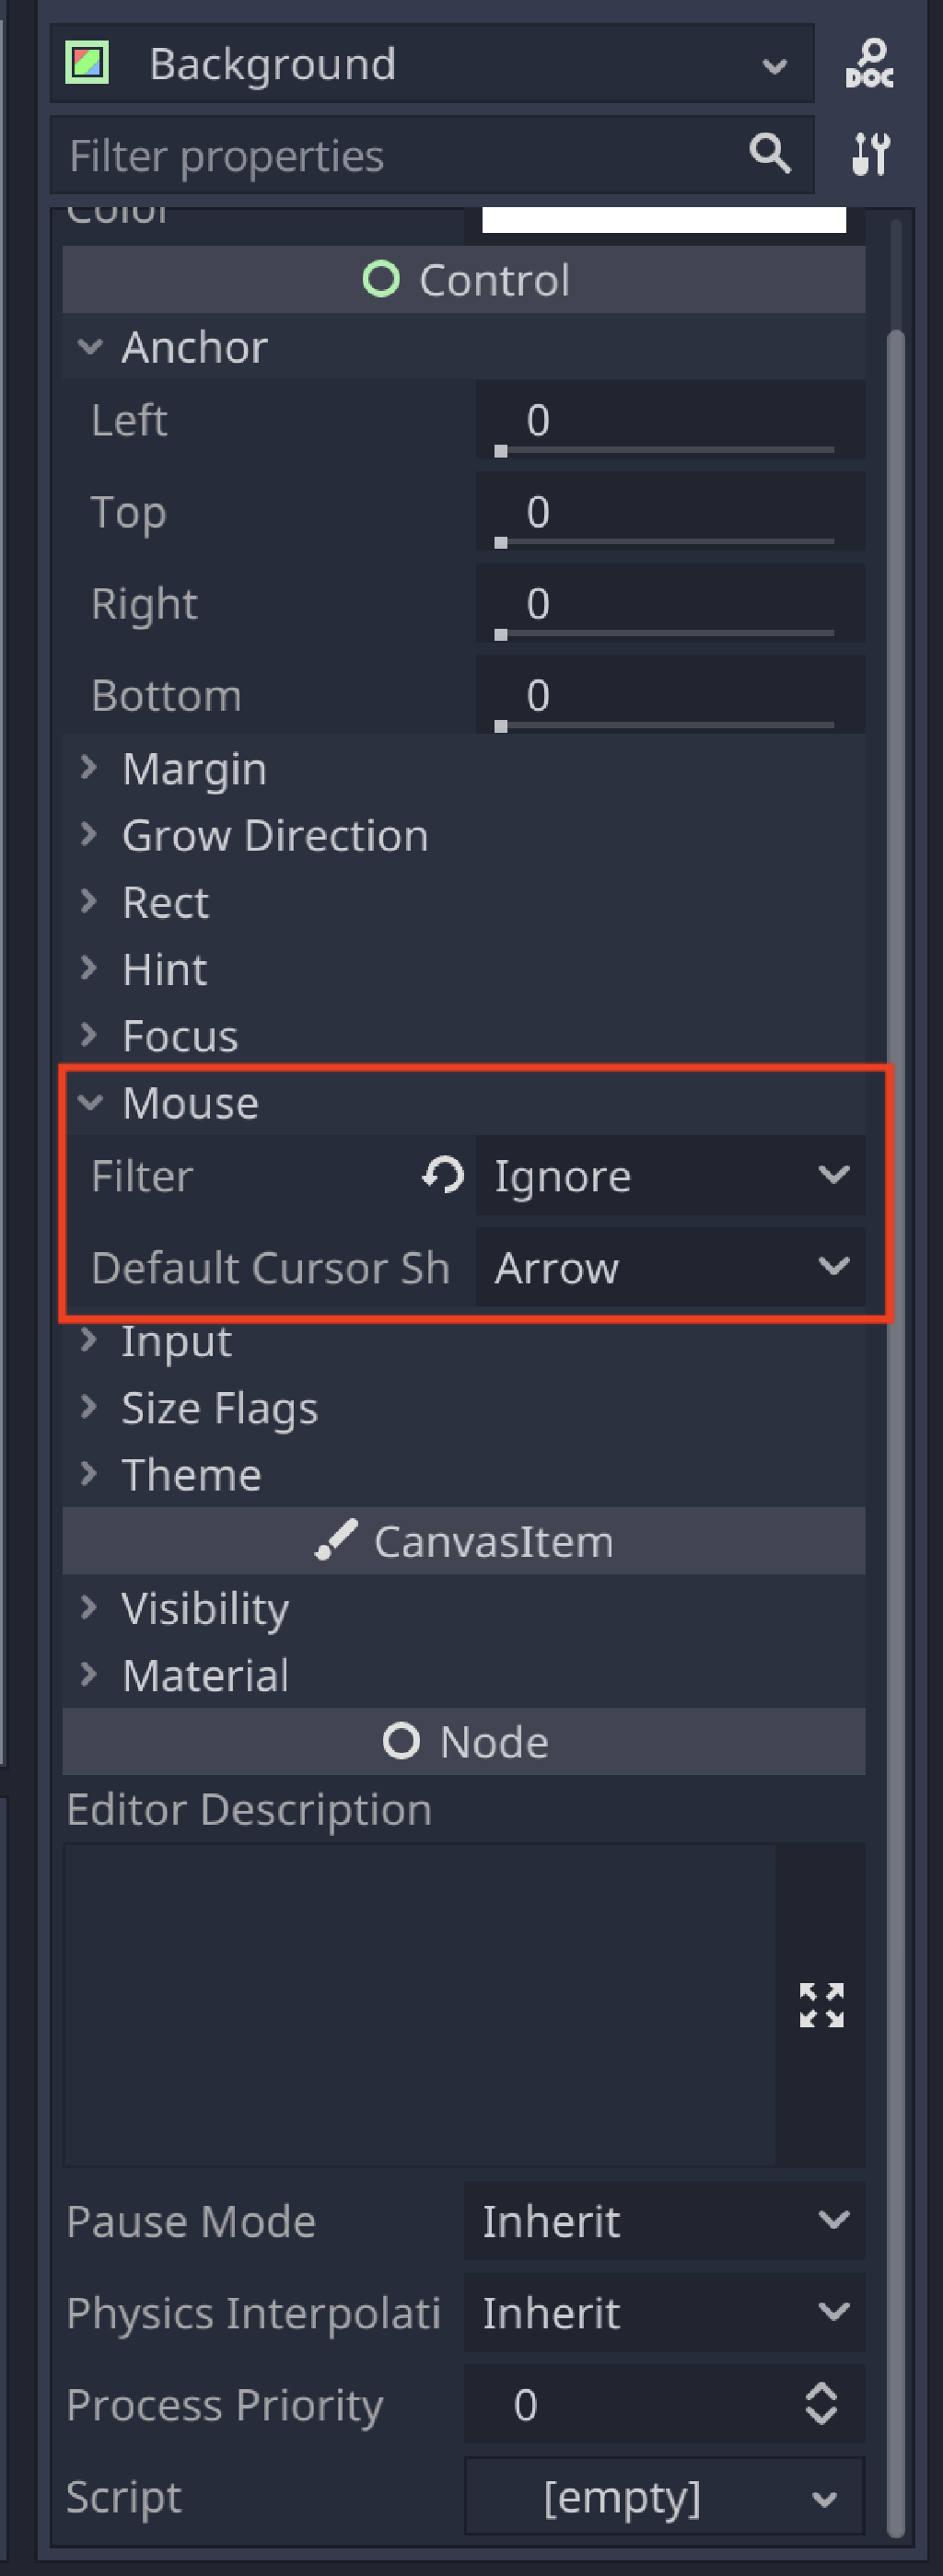 Background
DOC
Filter properties
Color
Control
Anchor
Left 0
Top 0
Right 0
Bottom 0
Margin
Grow Direction
Rect
Hint
Focus
Mouse
Filter Ignore
Default Cursor Sh Arrow
Input
Size Flags
Theme
CanvasItem
Visibility
Material
Node
Editor Description
Pause Mode Inherit
Physics Interpolati Inherit
Process Priority 0
Script [empty]